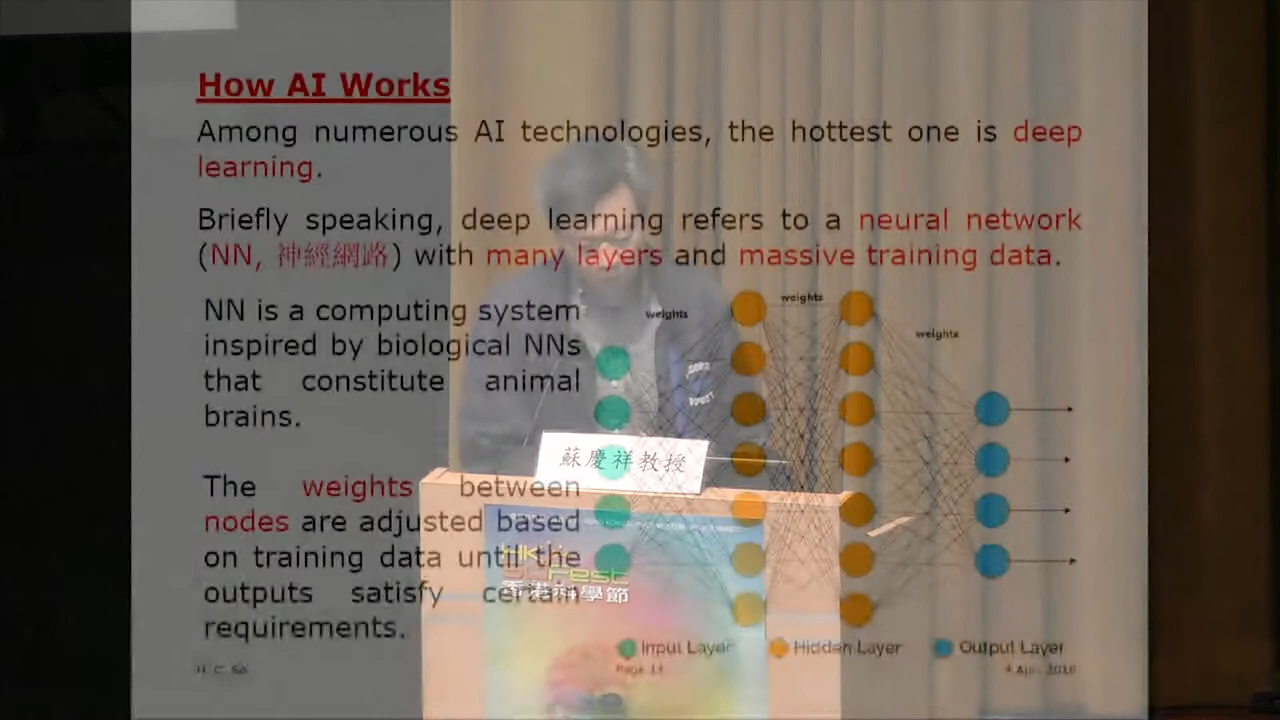 How AI Works
Among numerous AI technologies, the hottest one is deep
learning.
Briefly speaking, deep learning refers to a neural network
(NN, 神經網路) with many layers and massive training data.
NN is a computing system
inspired by biological NNs
that constitute animal
brains.
The weights between
nodes are adjusted based
on training data until the
outputs satisfy certain
requirements.
weights
weights
weights
蘇慶祥教授
HK
SciFest
香港科學節
Input Layer
Hidden Layer
Output Layer
Page 11